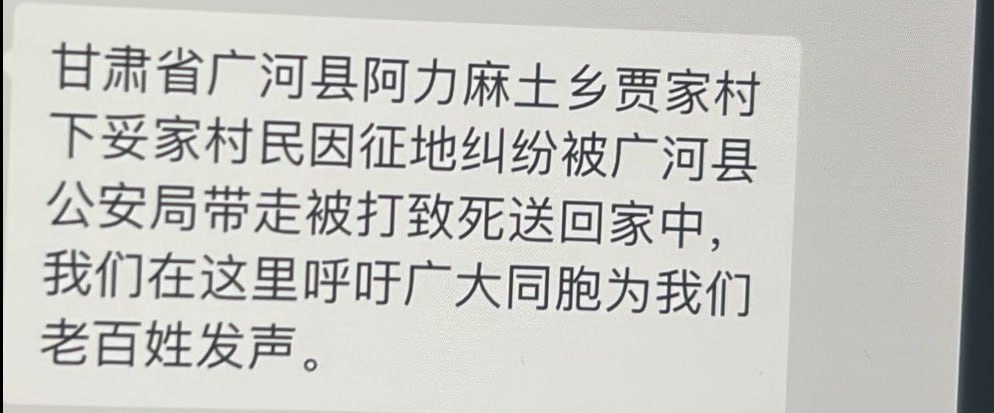 甘肃省广河县阿力麻土乡贾家村
下妥家村民因征地纠纷被广河县
公安局带走被打致死送回家中，
我们在这里呼吁广大同胞为我们
老百姓发声。